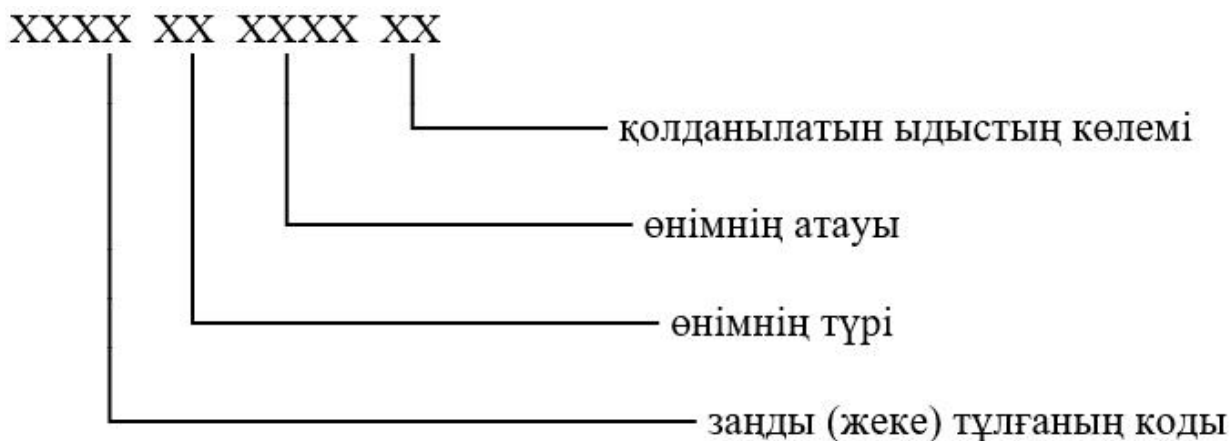 XXXX XX XXXX XX
қолданылатын ыдыстың көлемі
өнімнің атауы
өнімнің түрі
заңды (жеке) тұлғаның коды